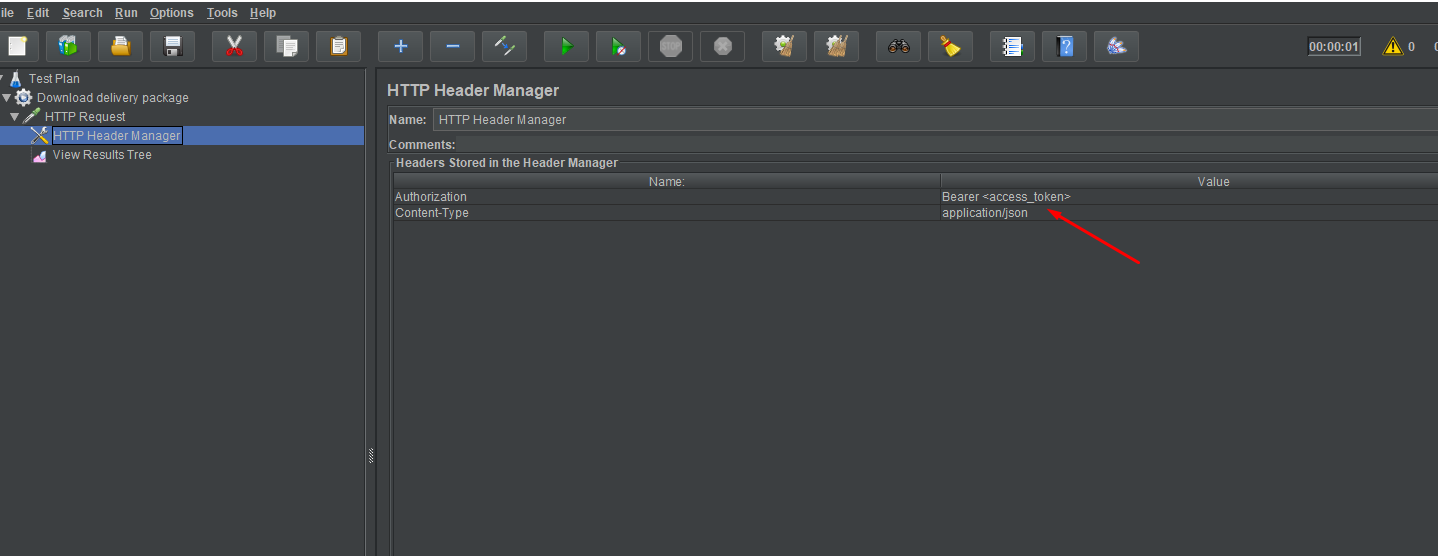 ile Edit Search Run Options Tools Help
STOP 00:00:01 0
Test Plan
Download delivery package
HTTP Request
HTTP Header Manager
View Results Tree
HTTP Header Manager
Name: HTTP Header Manager
Comments:
Headers Stored in the Header Manager
Name: Value
Authorization Bearer <access_token>
Content-Type application/json